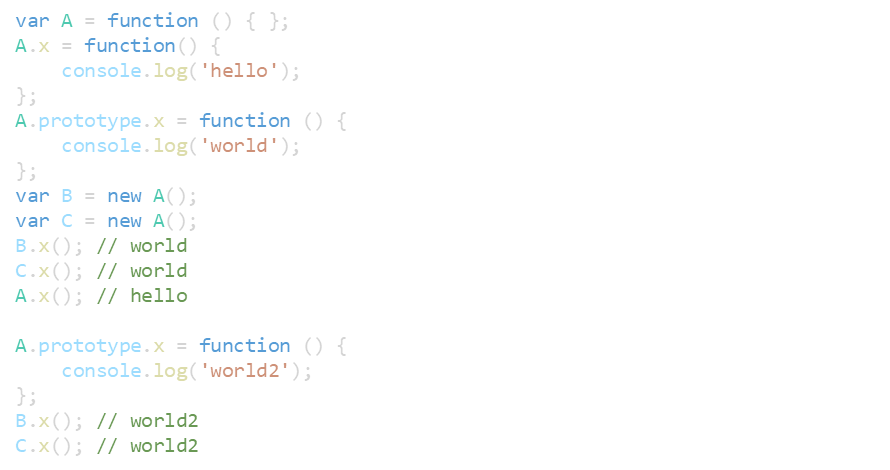 var A = function () { };
A.x = function() {
    console.log('hello');
};
A.prototype.x = function () {
    console.log('world');
};
var B = new A();
var C = new A();
B.x(); // world
C.x(); // world
A.x(); // hello

A.prototype.x = function () {
    console.log('world2');
};
B.x(); // world2
C.x(); // world2